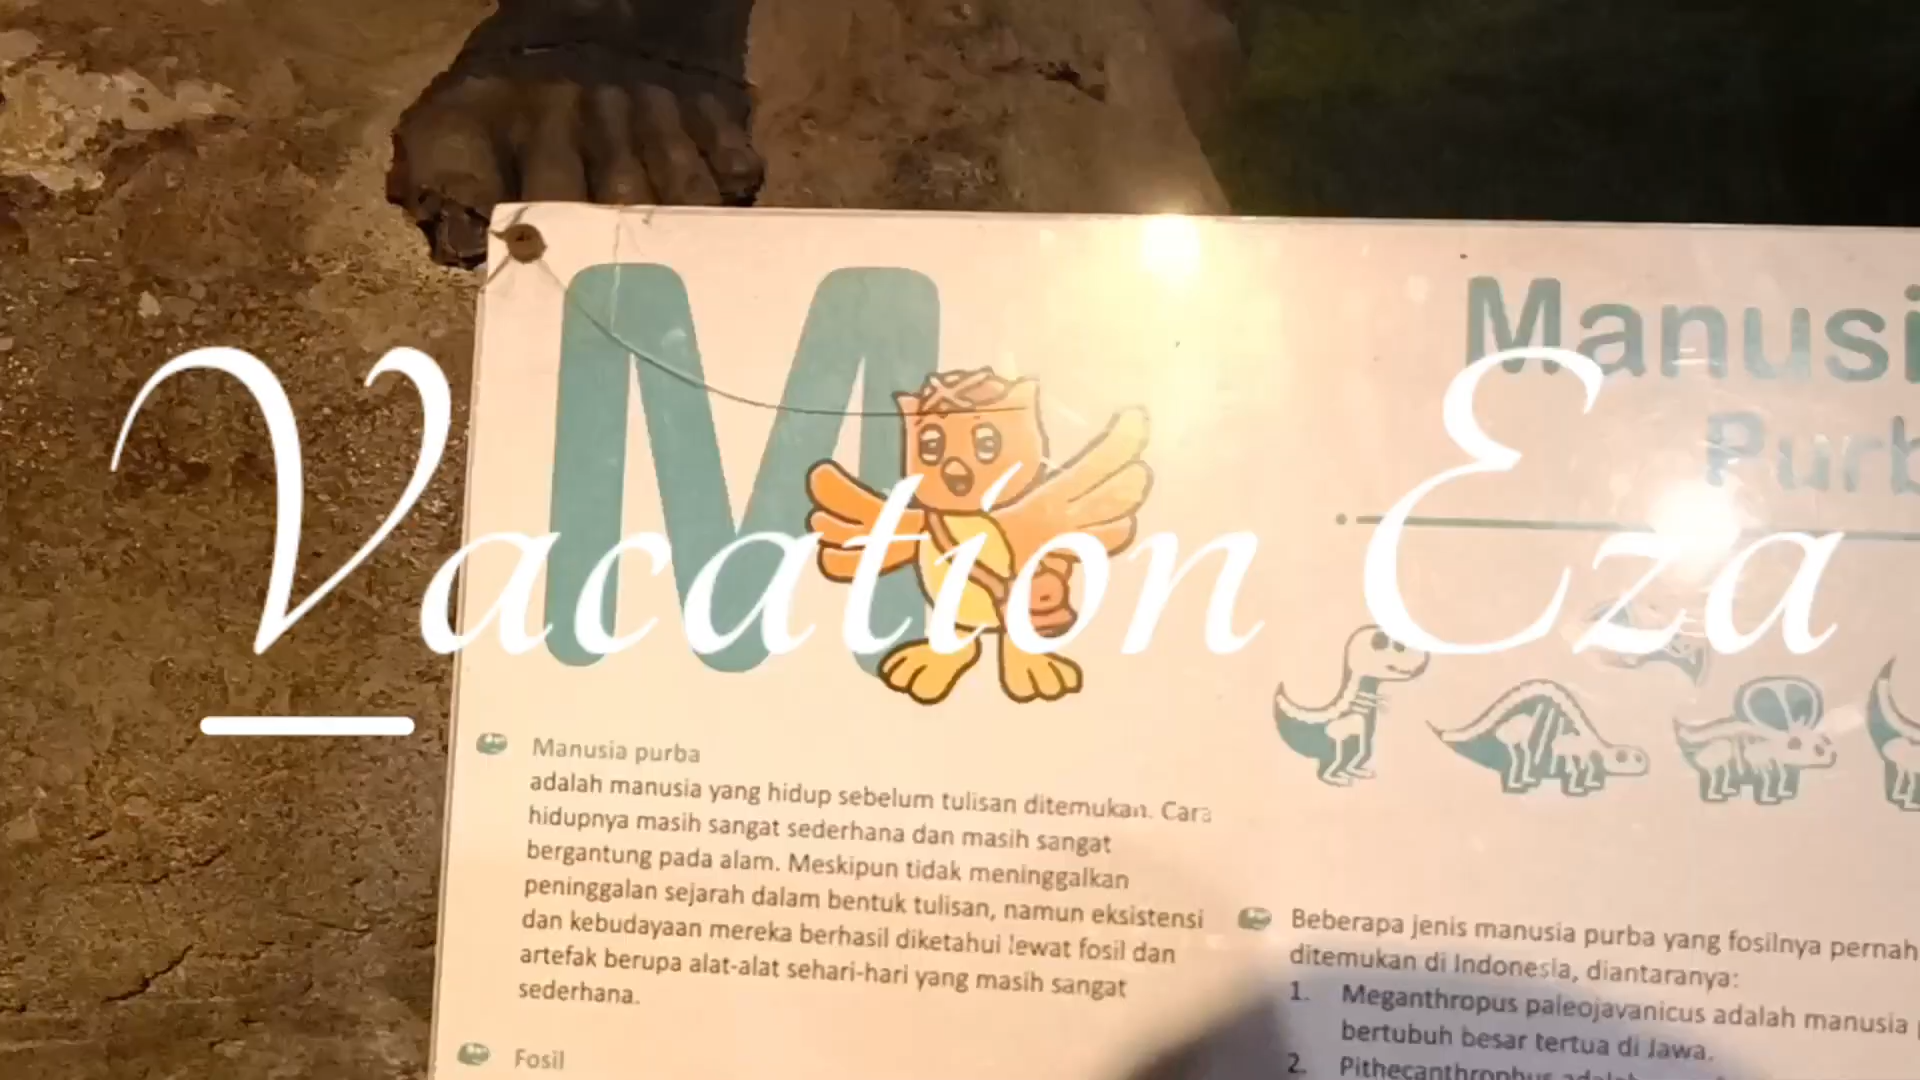 Vacation Eza
M
Manusi
Purb
Manusia purba
adalah manusia yang hidup sebelum tulisan ditemukan. Cara
hidupnya masih sangat sederhana dan masih sangat
bergantung pada alam. Meskipun tidak meninggalkan
peninggalan sejarah dalam bentuk tulisan, namun eksistensi
dan kebudayaan mereka berhasil diketahui lewat fosil dan
artefak berupa alat-alat sehari-hari yang masih sangat
sederhana.
Fosil
Beberapa jenis manusia purba yang fosilnya pernah
ditemukan di Indonesia, diantaranya:
1. Meganthropus paleojavanicus adalah manusia
bertubuh besar tertua di Jawa.
2. Pithecanthrophus